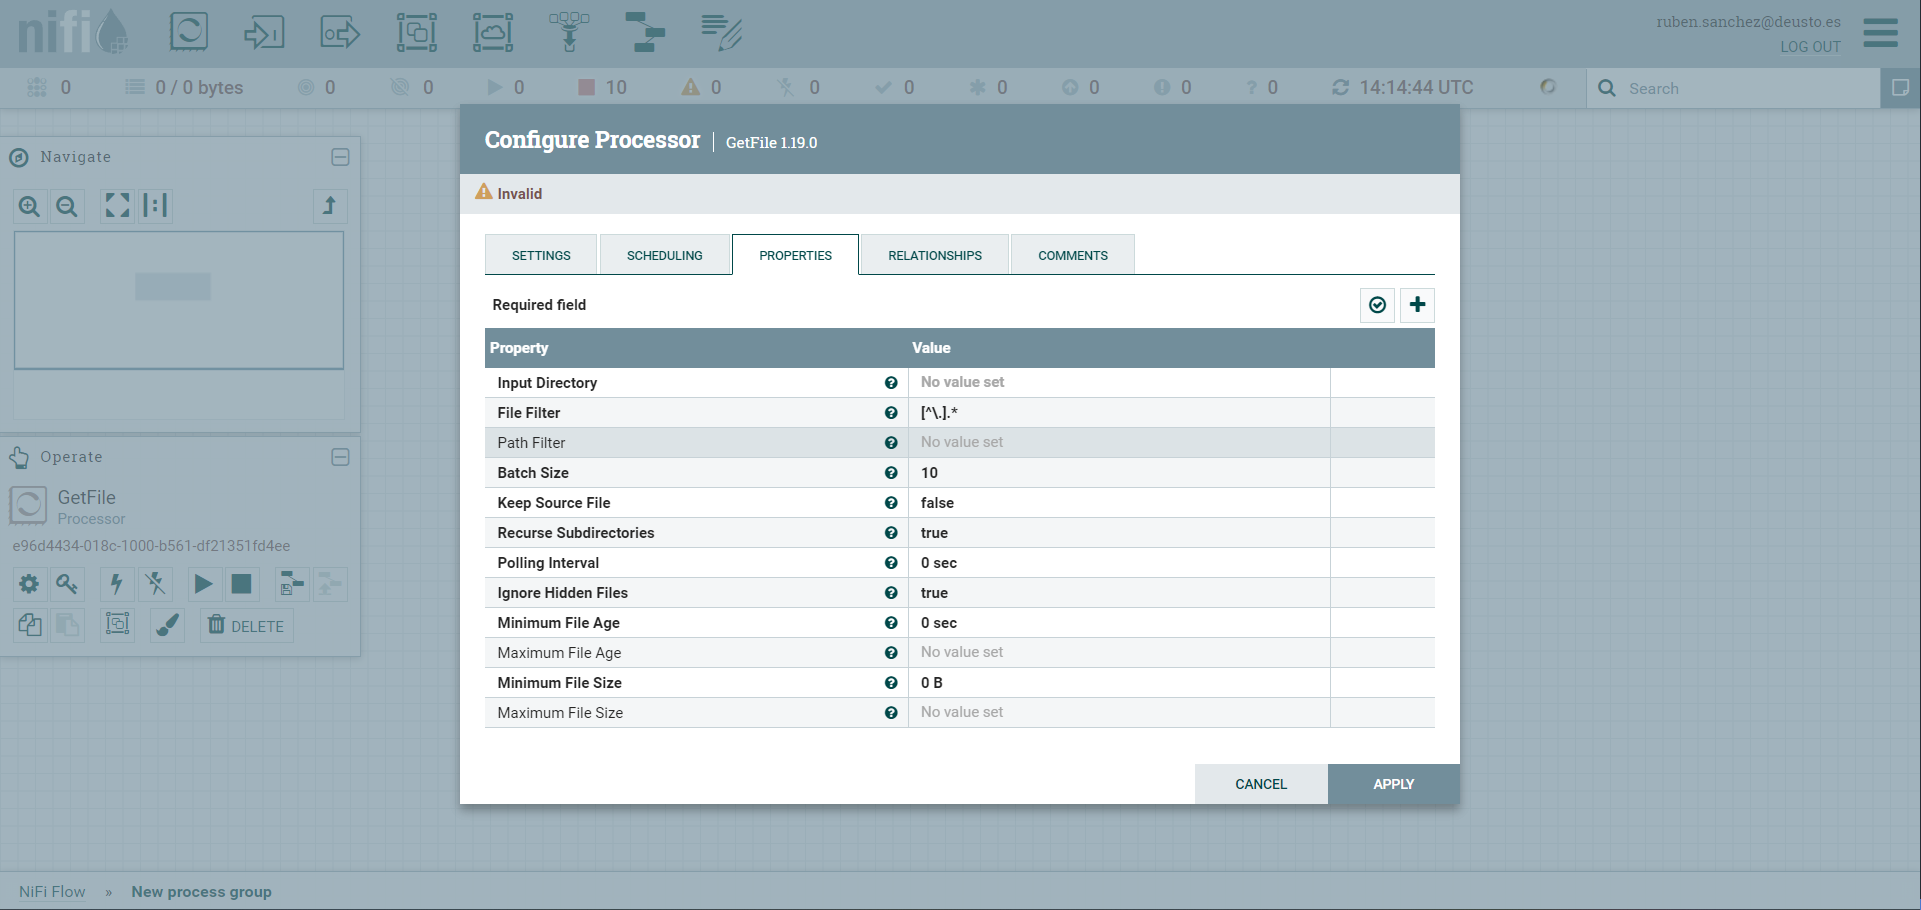 nifi
ruben.sanchez@deusto.es
LOG OUT
0 0 / 0 bytes 0 0 0 10 0 0 0 0 0 0 ? 0 14:14:44 UTC Search
Configure Processor | GetFile 1.19.0
Invalid
Navigate
SETTINGS SCHEDULING PROPERTIES RELATIONSHIPS COMMENTS
Required field
Property Value
Input Directory No value set
File Filter [^\.].*
Path Filter No value set
Batch Size 10
Keep Source File false
Recurse Subdirectories true
Polling Interval 0 sec
Ignore Hidden Files true
Minimum File Age 0 sec
Maximum File Age No value set
Minimum File Size 0 B
Maximum File Size No value set
CANCEL APPLY
Operate
GetFile
Processor
e96d4434-018c-1000-b561-df21351fd4ee
DELETE
NiFi Flow » New process group